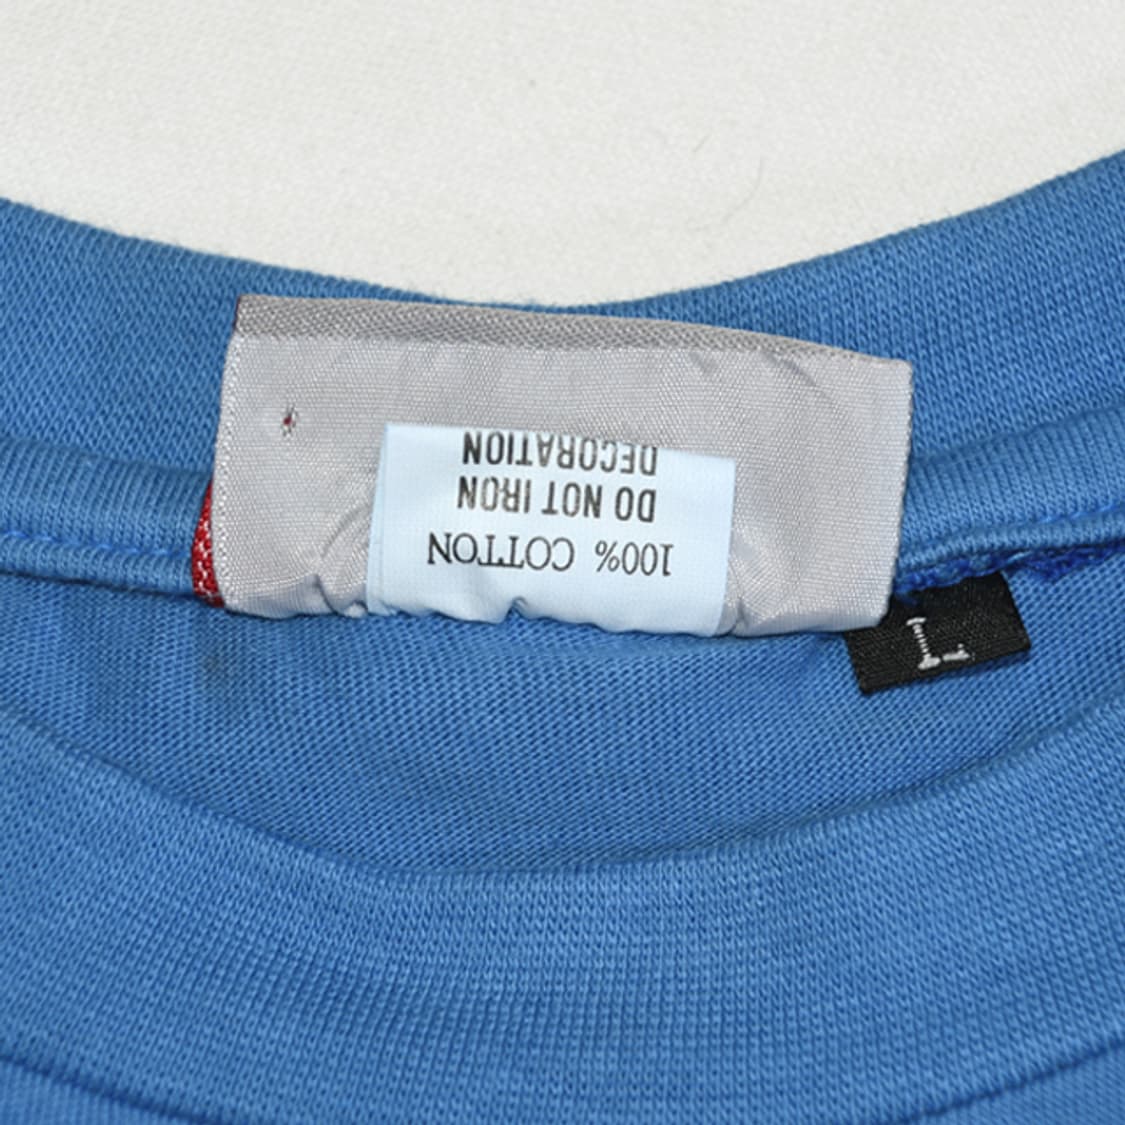 100% COTTON
DO NOT IRON
DECORATION
L